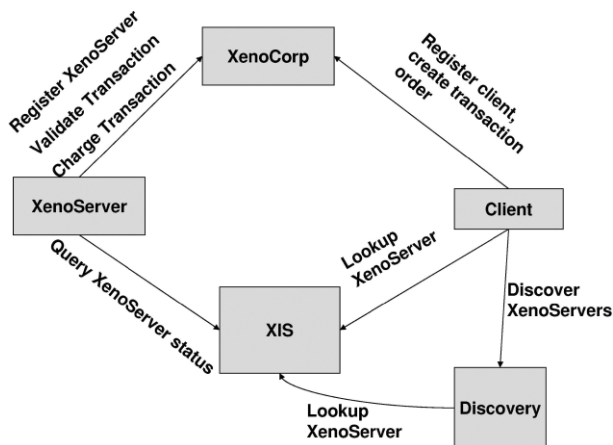 Register XenoServer
Validate Transaction
Charge Transaction
XenoCorp
Register client,
create transaction
order
XenoServer
Client
Query XenoServer status
Lookup
XenoServer
XIS
Discover
XenoServers
Lookup
XenoServer
Discovery